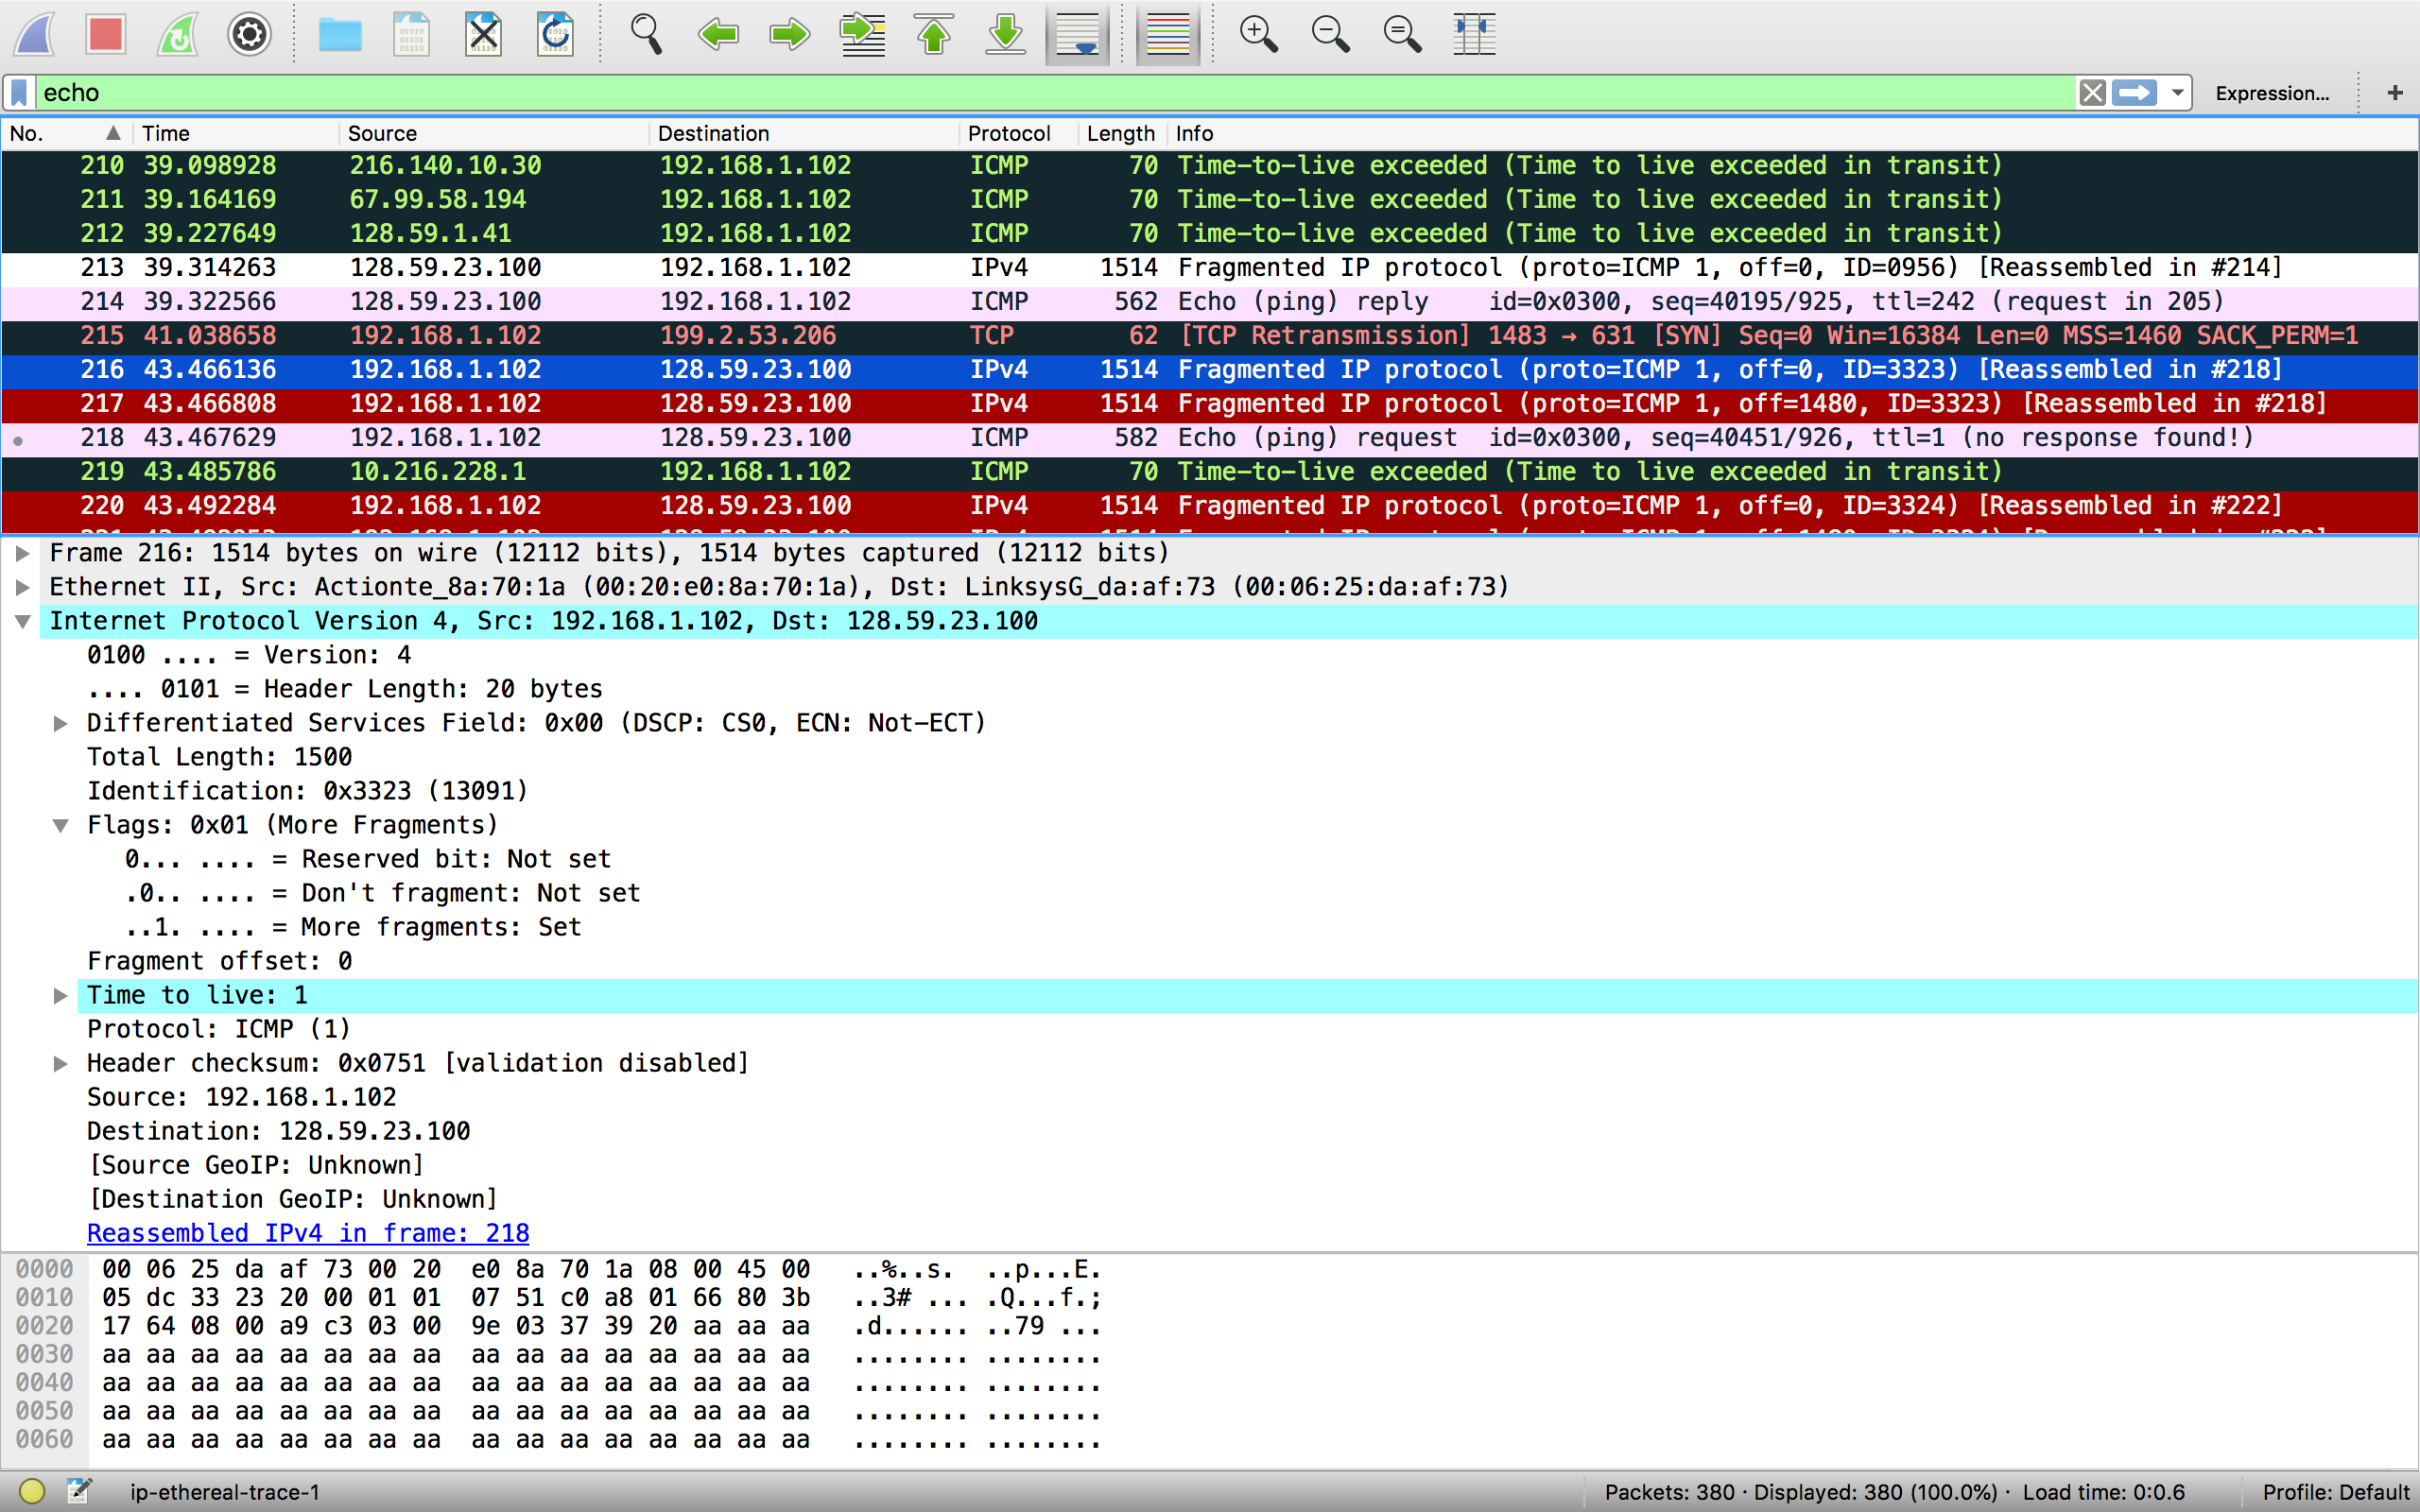 echo
Expression... +
No. Time Source Destination Protocol Length Info
210 39.098928 216.140.10.30 192.168.1.102 ICMP 70 Time-to-live exceeded (Time to live exceeded in transit)
211 39.164169 67.99.58.194 192.168.1.102 ICMP 70 Time-to-live exceeded (Time to live exceeded in transit)
212 39.227649 128.59.1.41 192.168.1.102 ICMP 70 Time-to-live exceeded (Time to live exceeded in transit)
213 39.314263 128.59.23.100 192.168.1.102 IPv4 1514 Fragmented IP protocol (proto=ICMP 1, off=0, ID=0956) [Reassembled in #214]
214 39.322566 128.59.23.100 192.168.1.102 ICMP 562 Echo (ping) reply id=0x0300, seq=40195/925, ttl=242 (request in 205)
215 41.038658 192.168.1.102 199.2.53.206 TCP 62 [TCP Retransmission] 1483 → 631 [SYN] Seq=0 Win=16384 Len=0 MSS=1460 SACK_PERM=1
216 43.466136 192.168.1.102 128.59.23.100 IPv4 1514 Fragmented IP protocol (proto=ICMP 1, off=0, ID=3323) [Reassembled in #218]
217 43.466808 192.168.1.102 128.59.23.100 IPv4 1514 Fragmented IP protocol (proto=ICMP 1, off=1480, ID=3323) [Reassembled in #218]
218 43.467629 192.168.1.102 128.59.23.100 ICMP 582 Echo (ping) request id=0x0300, seq=40451/926, ttl=1 (no response found!)
219 43.485786 10.216.228.1 192.168.1.102 ICMP 70 Time-to-live exceeded (Time to live exceeded in transit)
220 43.492284 192.168.1.102 128.59.23.100 IPv4 1514 Fragmented IP protocol (proto=ICMP 1, off=0, ID=3324) [Reassembled in #222]
Frame 216: 1514 bytes on wire (12112 bits), 1514 bytes captured (12112 bits)
Ethernet II, Src: Actionte_8a:70:1a (00:20:e0:8a:70:1a), Dst: LinksysG_da:af:73 (00:06:25:da:af:73)
Internet Protocol Version 4, Src: 192.168.1.102, Dst: 128.59.23.100
0100 .... = Version: 4
.... 0101 = Header Length: 20 bytes
Differentiated Services Field: 0x00 (DSCP: CS0, ECN: Not-ECT)
Total Length: 1500
Identification: 0x3323 (13091)
Flags: 0x01 (More Fragments)
0... .... = Reserved bit: Not set
.0.. .... = Don't fragment: Not set
..1. .... = More fragments: Set
Fragment offset: 0
Time to live: 1
Protocol: ICMP (1)
Header checksum: 0x0751 [validation disabled]
Source: 192.168.1.102
Destination: 128.59.23.100
[Source GeoIP: Unknown]
[Destination GeoIP: Unknown]
Reassembled IPv4 in frame: 218
0000 00 06 25 da af 73 00 20 e0 8a 70 1a 08 00 45 00 ..%..s. ..p...E.
0010 05 dc 33 23 20 00 01 01 07 51 c0 a8 01 66 80 3b ..3# ... .Q...f.;
0020 17 64 08 00 a9 c3 03 00 9e 03 37 39 20 aa aa aa .d...... ..79 ...
0030 aa aa aa aa aa aa aa aa aa aa aa aa aa aa aa aa ........ ........
0040 aa aa aa aa aa aa aa aa aa aa aa aa aa aa aa aa ........ ........
0050 aa aa aa aa aa aa aa aa aa aa aa aa aa aa aa aa ........ ........
0060 aa aa aa aa aa aa aa aa aa aa aa aa aa aa aa aa ........ ........
ip-ethereal-trace-1 Packets: 380 · Displayed: 380 (100.0%) · Load time: 0:0.6 Profile: Default